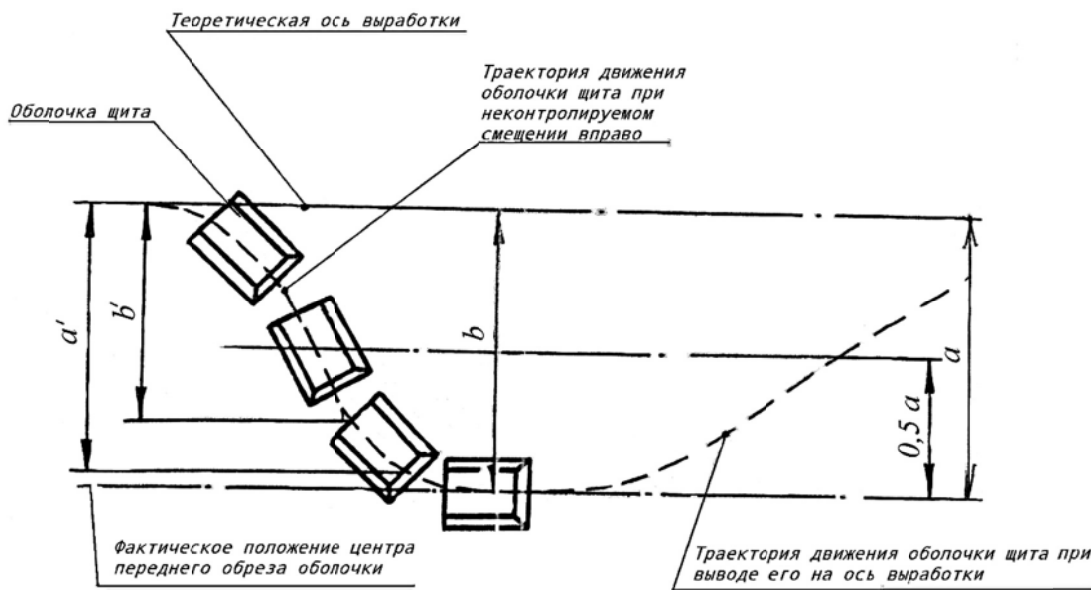 Теоретическая ось выработки
Траектория движения
оболочки щита при
неконтролируемом
смещении вправо
Оболочка щита
a'
b'
b
a
0,5 a
Фактическое положение центра
переднего обреза оболочки
Траектория движения оболочки щита при
выводе его на ось выработки